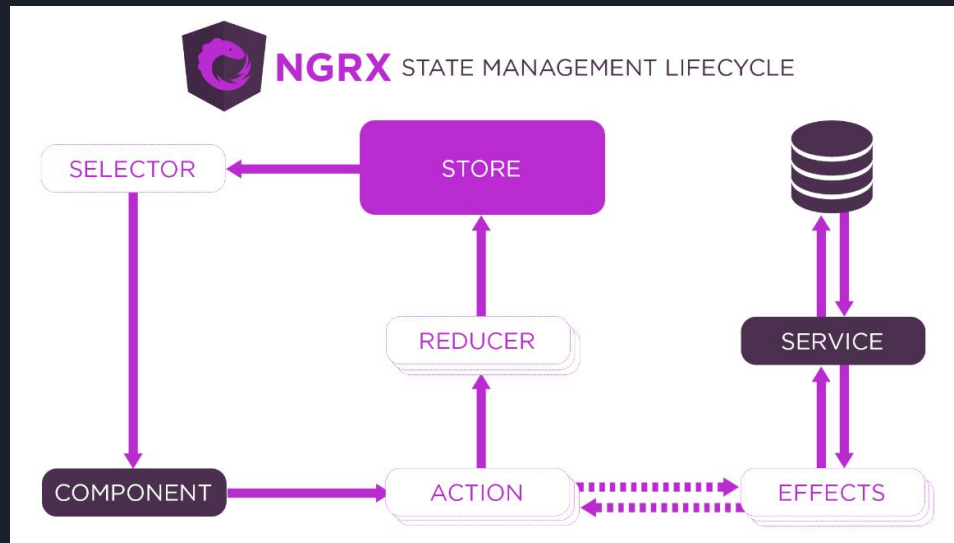 NGRX STATE MANAGEMENT LIFECYCLE
SELECTOR
STORE
REDUCER
SERVICE
COMPONENT
ACTION
EFFECTS